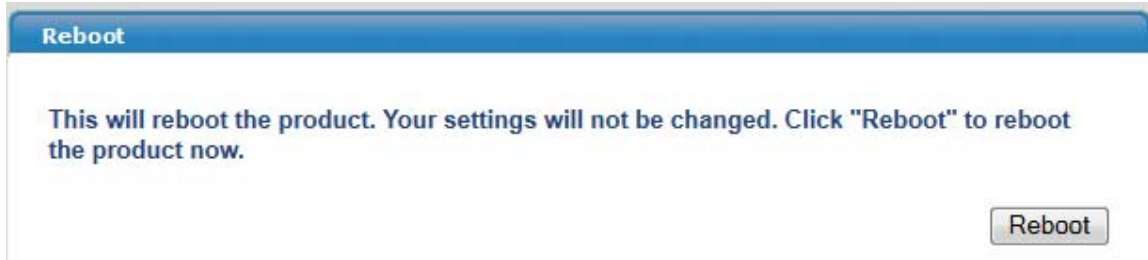 Reboot
This will reboot the product. Your settings will not be changed. Click "Reboot" to reboot
the product now.
Reboot